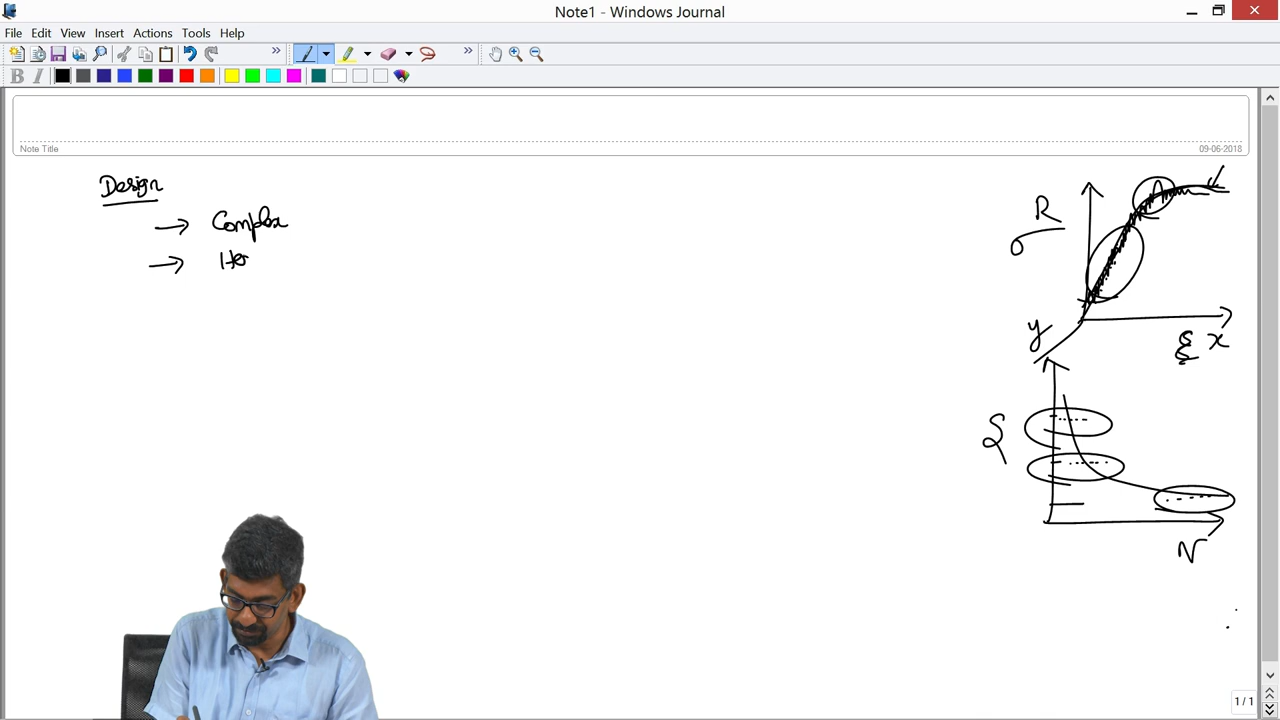 Note1 - Windows Journal
File Edit View Insert Actions Tools Help
B I
Note Title
09-06-2018
Design
→ Complex
→ Ite
R
σ
y
ξ x
S
N
1 / 1